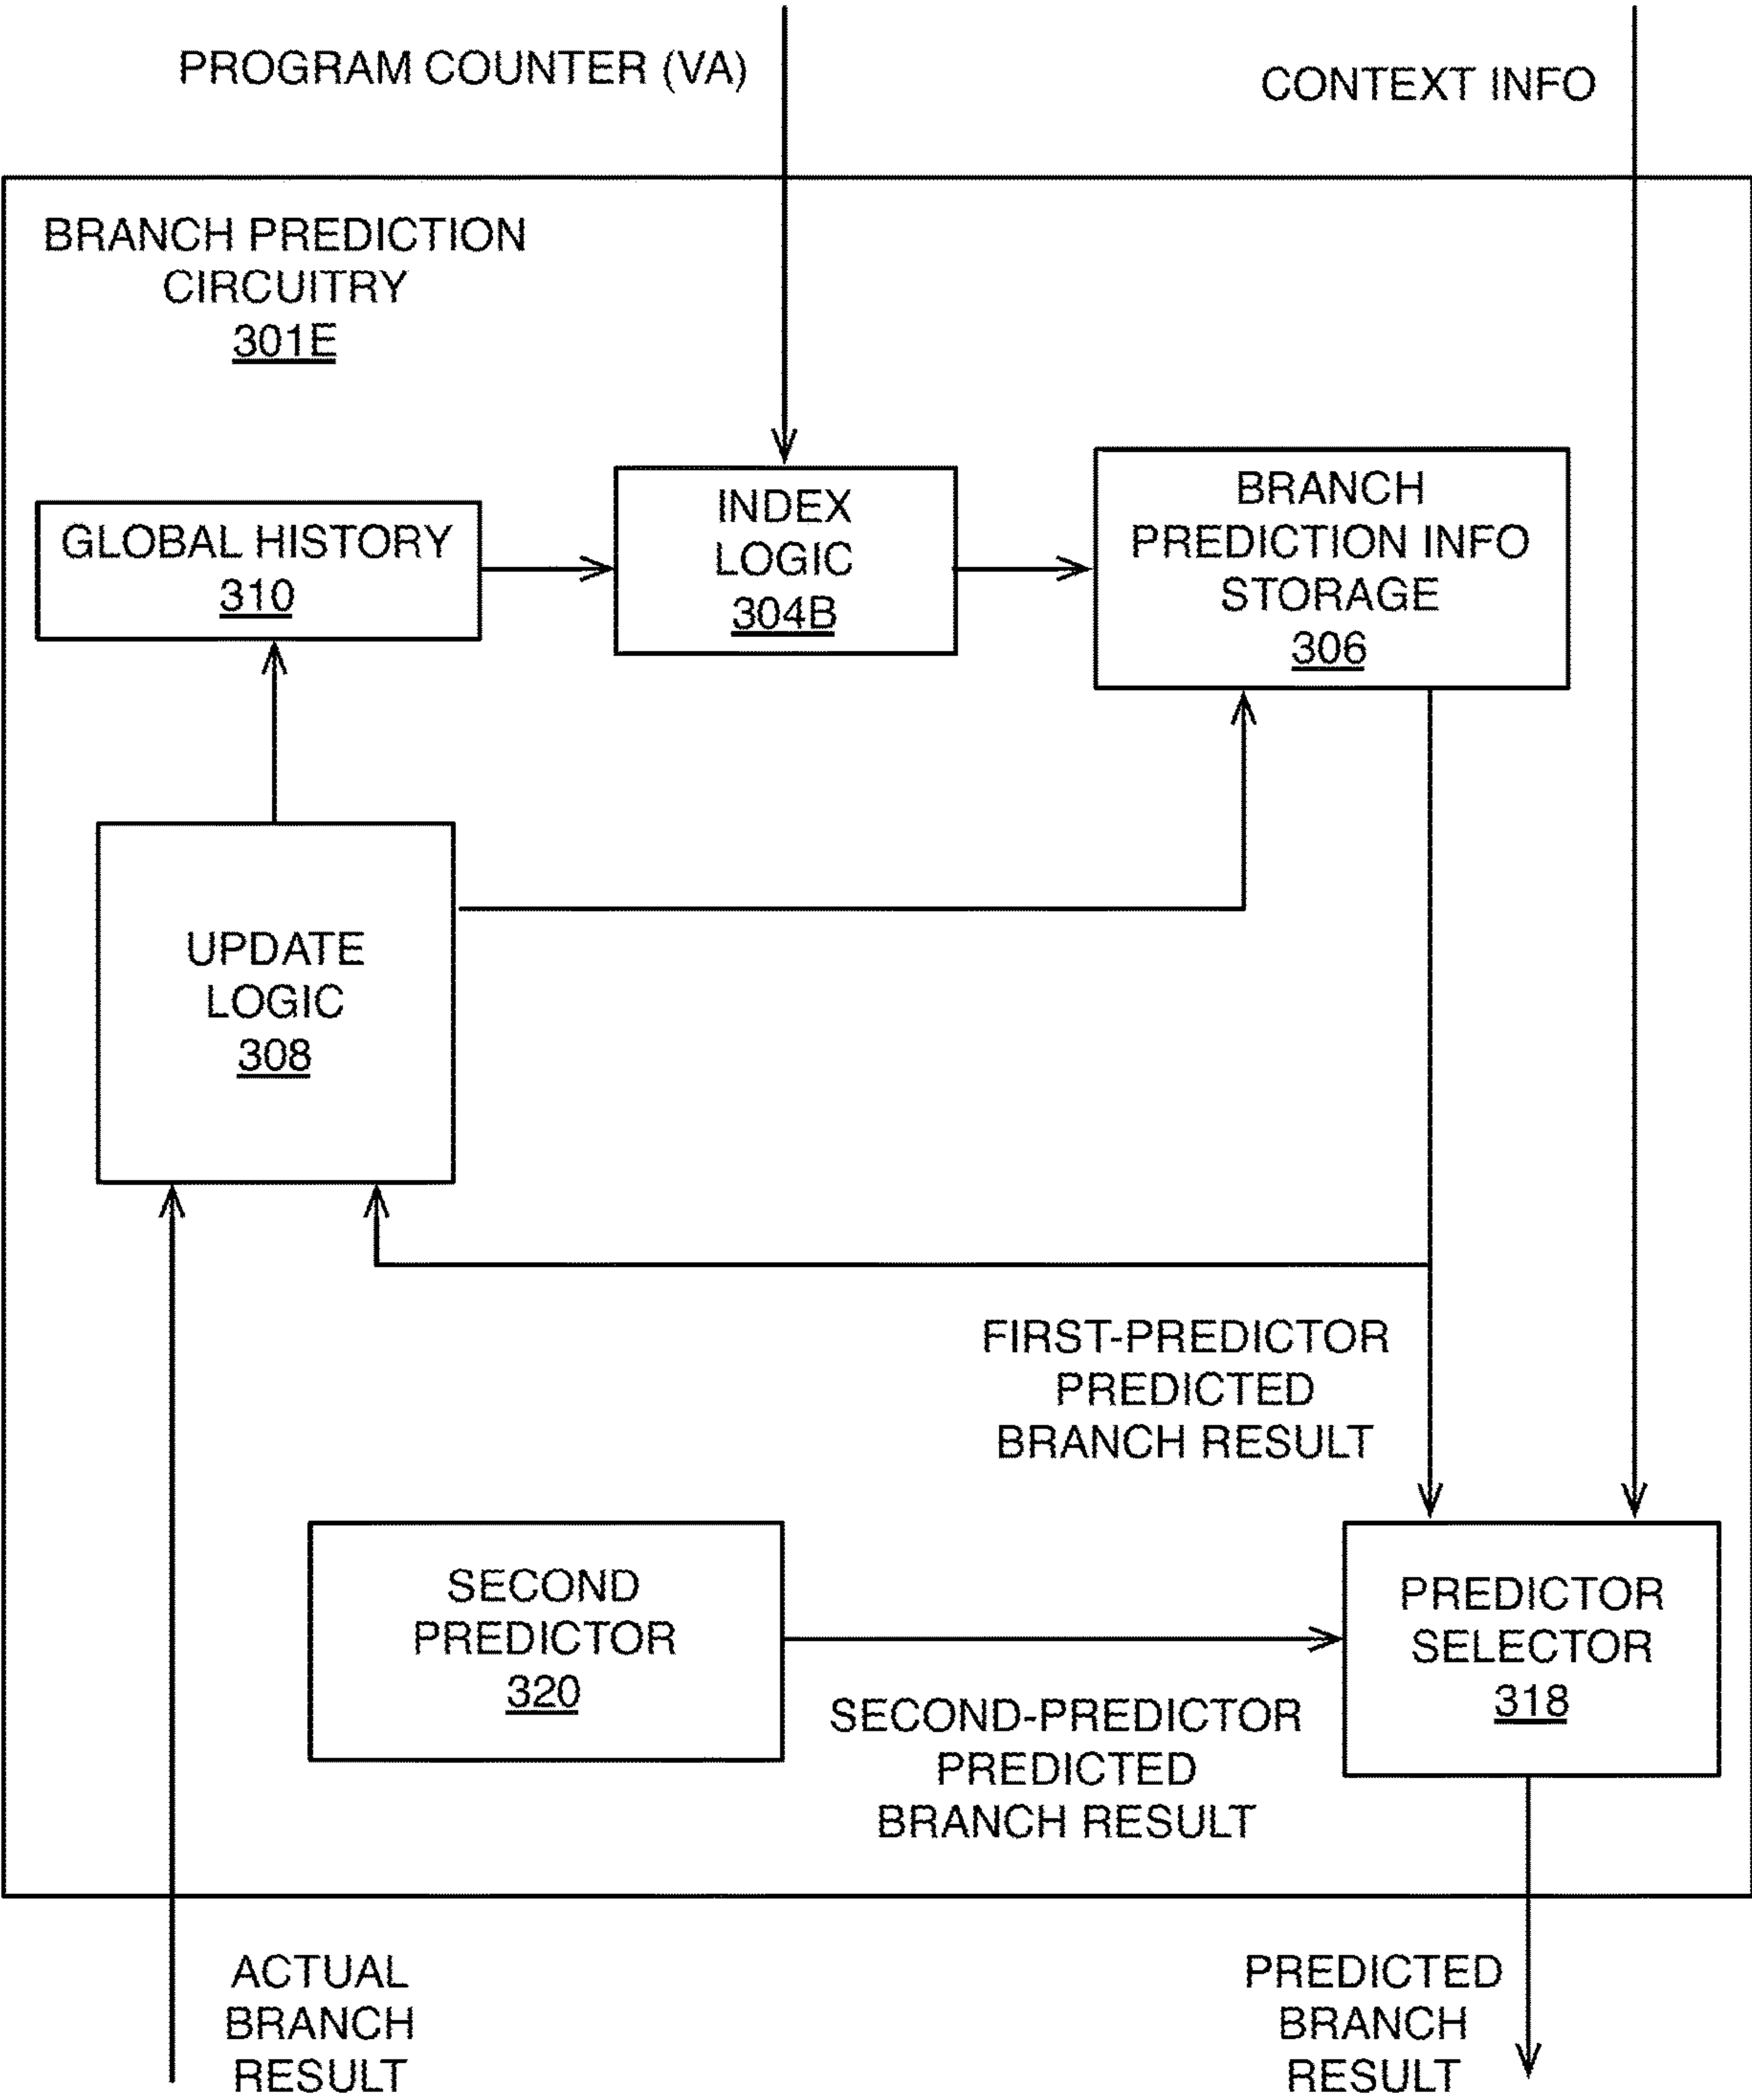 PROGRAM COUNTER (VA)
CONTEXT INFO
BRANCH PREDICTION
CIRCUITRY
301E
GLOBAL HISTORY
310
INDEX
LOGIC
304B
BRANCH
PREDICTION INFO
STORAGE
306
UPDATE
LOGIC
308
FIRST-PREDICTOR
PREDICTED
BRANCH RESULT
SECOND
PREDICTOR
320
SECOND-PREDICTOR
PREDICTED
BRANCH RESULT
PREDICTOR
SELECTOR
318
ACTUAL
BRANCH
RESULT
PREDICTED
BRANCH
RESULT